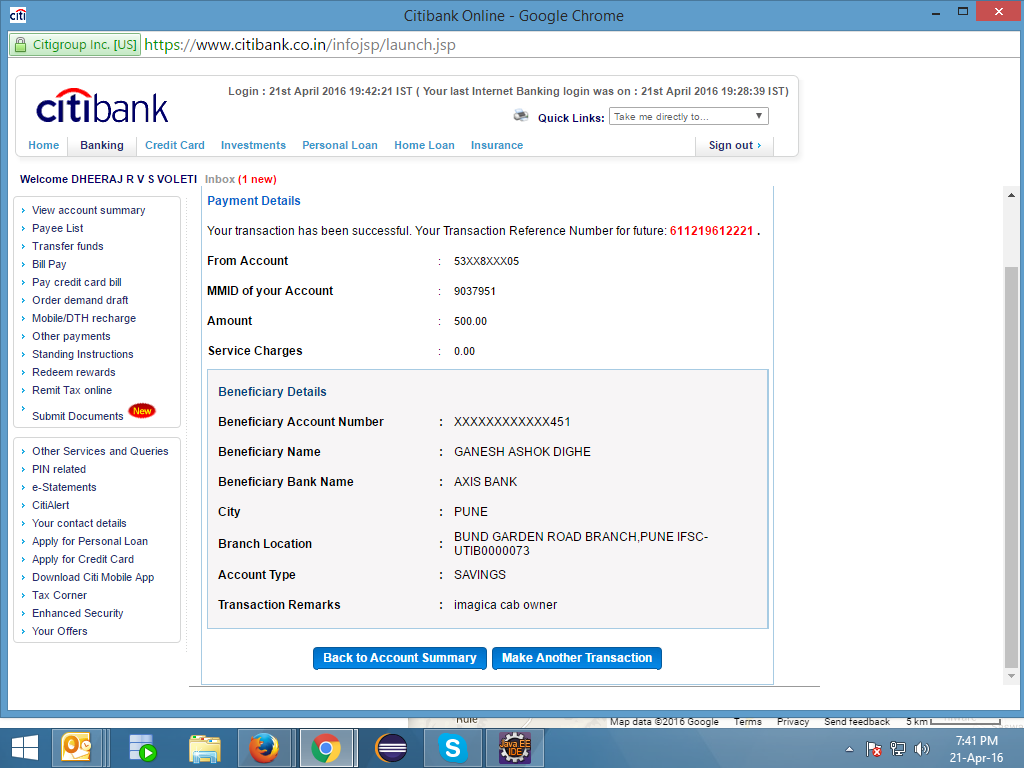 citi
Citibank Online - Google Chrome
Citigroup Inc. [US]
https://www.citibank.co.in/infojsp/launch.jsp
citibank
Login : 21st April 2016 19:42:21 IST ( Your last Internet Banking login was on : 21st April 2016 19:28:39 IST)
Quick Links: Take me directly to...
Home Banking Credit Card Investments Personal Loan Home Loan Insurance Sign out
Welcome DHEERAJ R V S VOLETI Inbox (1 new)
View account summary
Payee List
Transfer funds
Bill Pay
Pay credit card bill
Order demand draft
Mobile/DTH recharge
Other payments
Standing Instructions
Redeem rewards
Remit Tax online
Submit Documents New
Other Services and Queries
PIN related
e-Statements
CitiAlert
Your contact details
Apply for Personal Loan
Apply for Credit Card
Download Citi Mobile App
Tax Corner
Enhanced Security
Your Offers
Payment Details
Your transaction has been successful. Your Transaction Reference Number for future: 611219612221 .
From Account : 53XX8XXX05
MMID of your Account : 9037951
Amount : 500.00
Service Charges : 0.00
Beneficiary Details
Beneficiary Account Number : XXXXXXXXXXXX451
Beneficiary Name : GANESH ASHOK DIGHE
Beneficiary Bank Name : AXIS BANK
City : PUNE
Branch Location : BUND GARDEN ROAD BRANCH,PUNE IFSC-
UTIB0000073
Account Type : SAVINGS
Transaction Remarks : imagica cab owner
Back to Account Summary
Make Another Transaction
Map data ©2016 Google Terms Privacy Send feedback 5 km
Java EE
IDE
7:41 PM
21-Apr-16